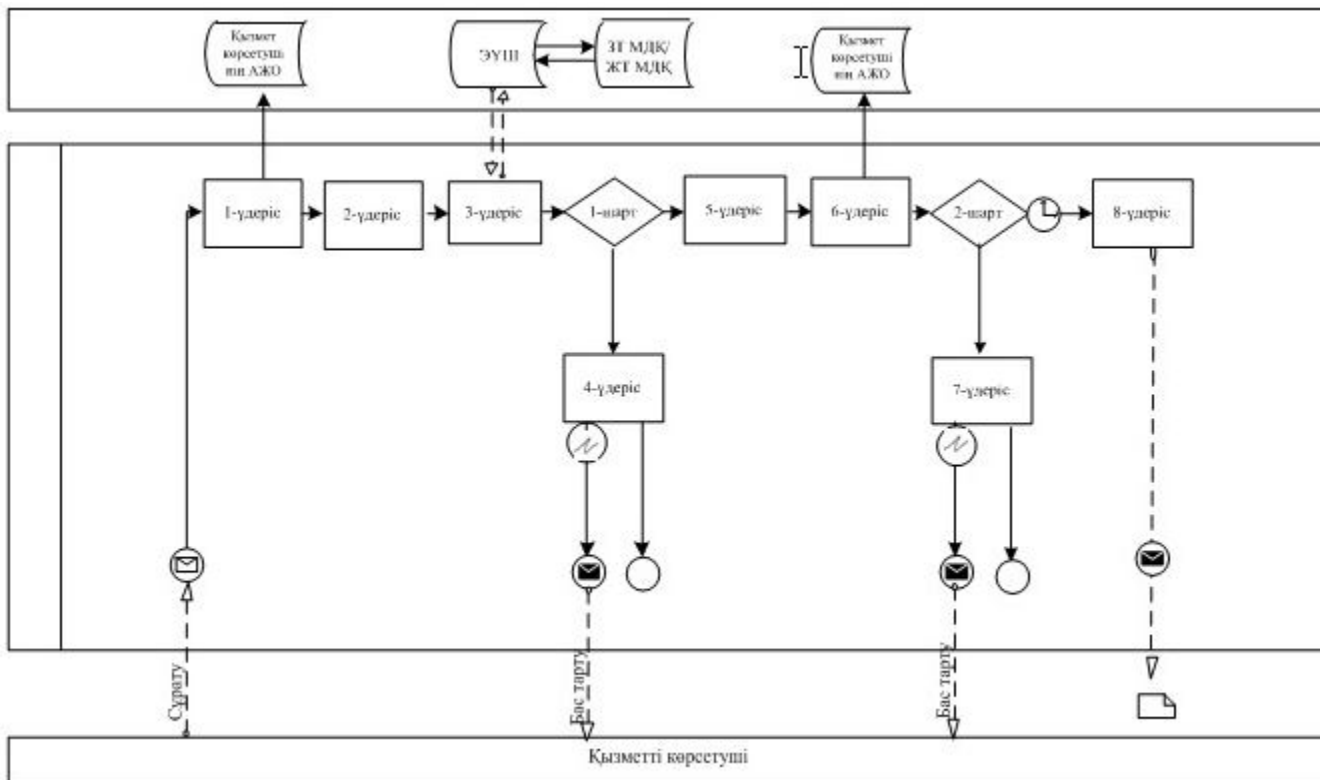 Қызмет
көрсетуші
нің АЖО
ЭҮШ
ЗТ МДҚ/
ЖТ МДҚ
Қызмет
көрсетуші
нің АЖО
1-үдеріс
2-үдеріс
3-үдеріс
1-шарт
5-үдеріс
6-үдеріс
2-шарт
8-үдеріс
4-үдеріс
7-үдеріс
Сұрату
Бас тарту
Бас тарту
Қызметті көрсетуші